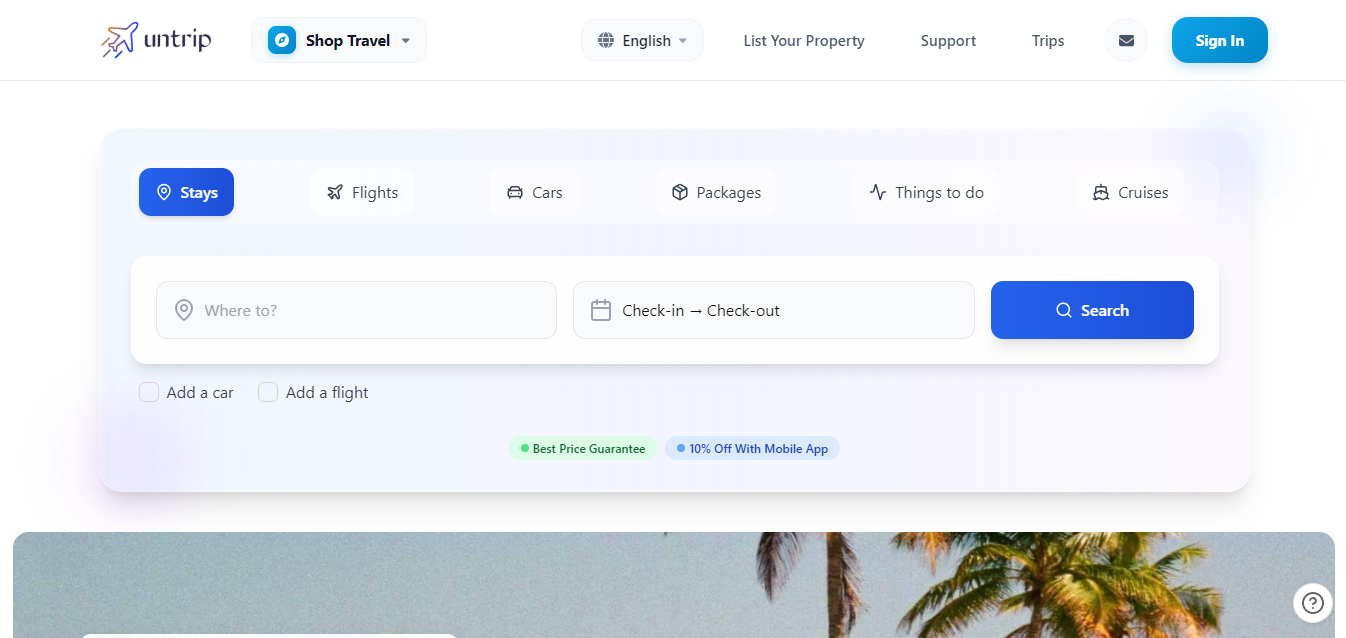 untrip
Shop Travel
English
List Your Property
Support
Trips
Sign In
Stays
Flights
Cars
Packages
Things to do
Cruises
Where to?
Check-in → Check-out
Search
Add a car
Add a flight
Best Price Guarantee
10% Off With Mobile App